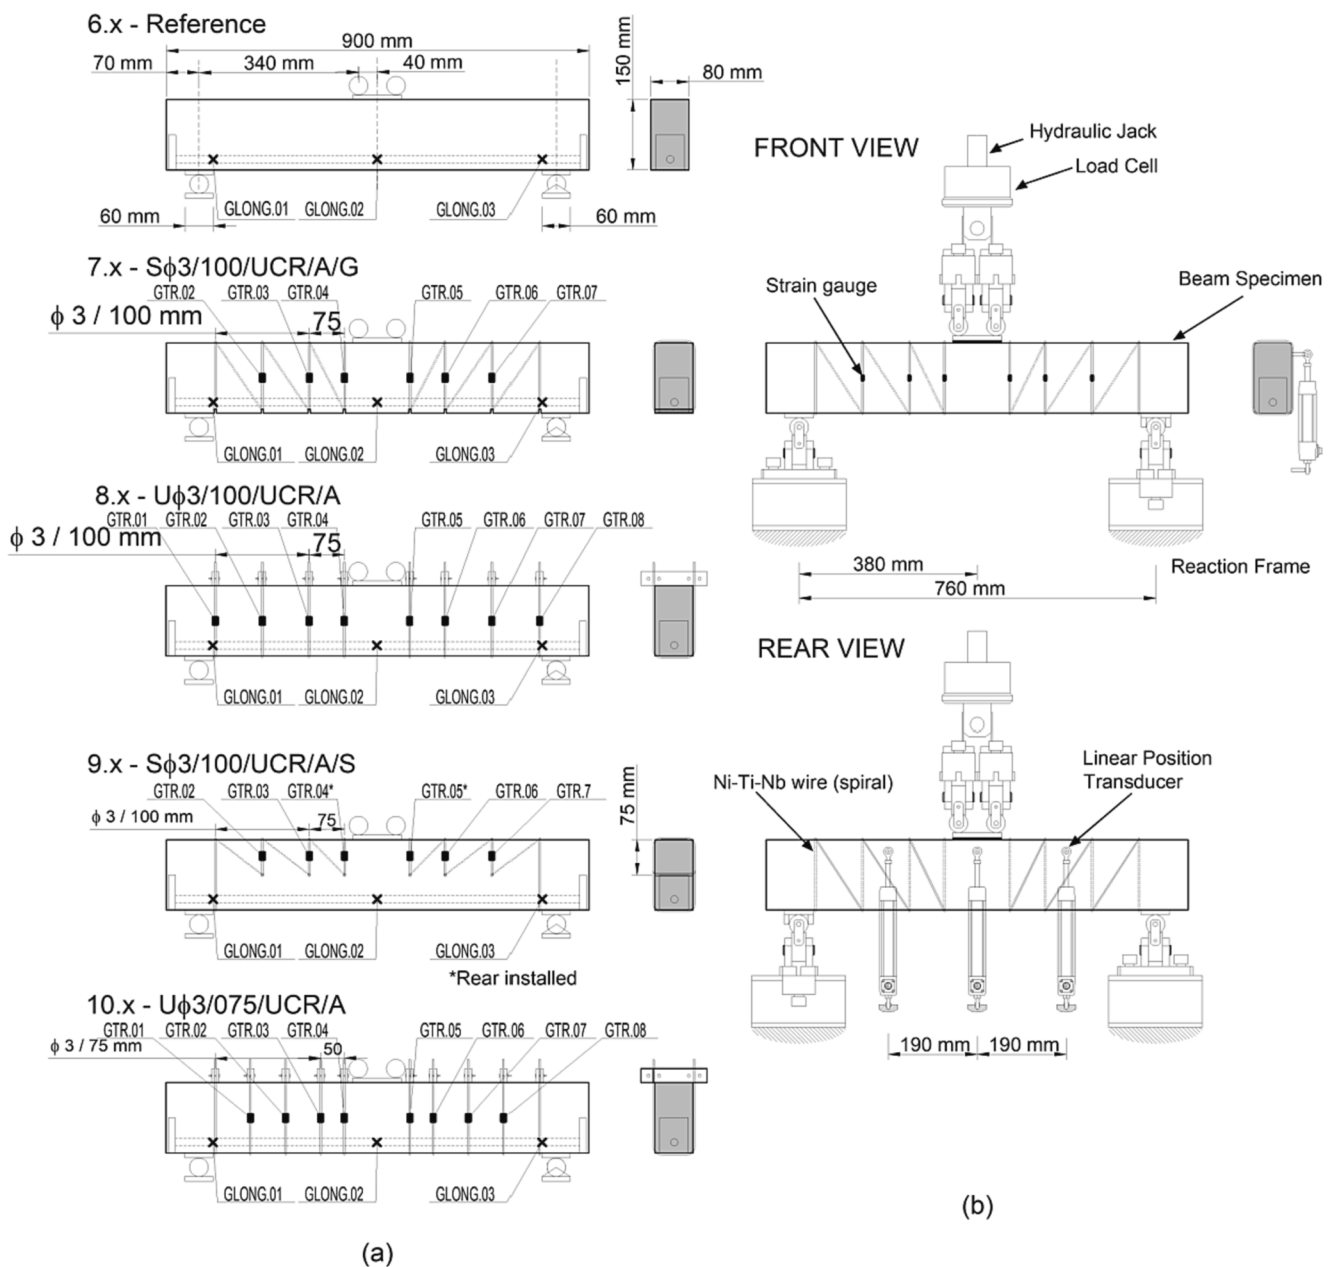 6.x - Reference
900 mm
70 mm
340 mm
40 mm
150 mm
80 mm
GLONG.01
GLONG.02
GLONG.03
60 mm
60 mm
7.x - Sϕ3/100/UCR/A/G
GTR.02
GTR.03
GTR.04
GTR.05
GTR.06
GTR.07
ϕ 3 / 100 mm
75
GLONG.01
GLONG.02
GLONG.03
8.x - Uϕ3/100/UCR/A
GTR.01
GTR.02
GTR.03
GTR.04
GTR.05
GTR.06
GTR.07
GTR.08
ϕ 3 / 100 mm
75
GLONG.01
GLONG.02
GLONG.03
9.x - Sϕ3/100/UCR/A/S
GTR.02
GTR.03
GTR.04*
GTR.05*
GTR.06
GTR.7
ϕ 3 / 100 mm
75
75 mm
GLONG.01
GLONG.02
GLONG.03
*Rear installed
10.x - Uϕ3/075/UCR/A
GTR.01
GTR.02
GTR.03
GTR.04
GTR.05
GTR.06
GTR.07
GTR.08
ϕ 3 / 75 mm
50
GLONG.01
GLONG.02
GLONG.03
(a)
FRONT VIEW
Hydraulic Jack
Load Cell
Strain gauge
Beam Specimen
380 mm
760 mm
Reaction Frame
REAR VIEW
Ni-Ti-Nb wire (spiral)
Linear Position
Transducer
190 mm
190 mm
(b)